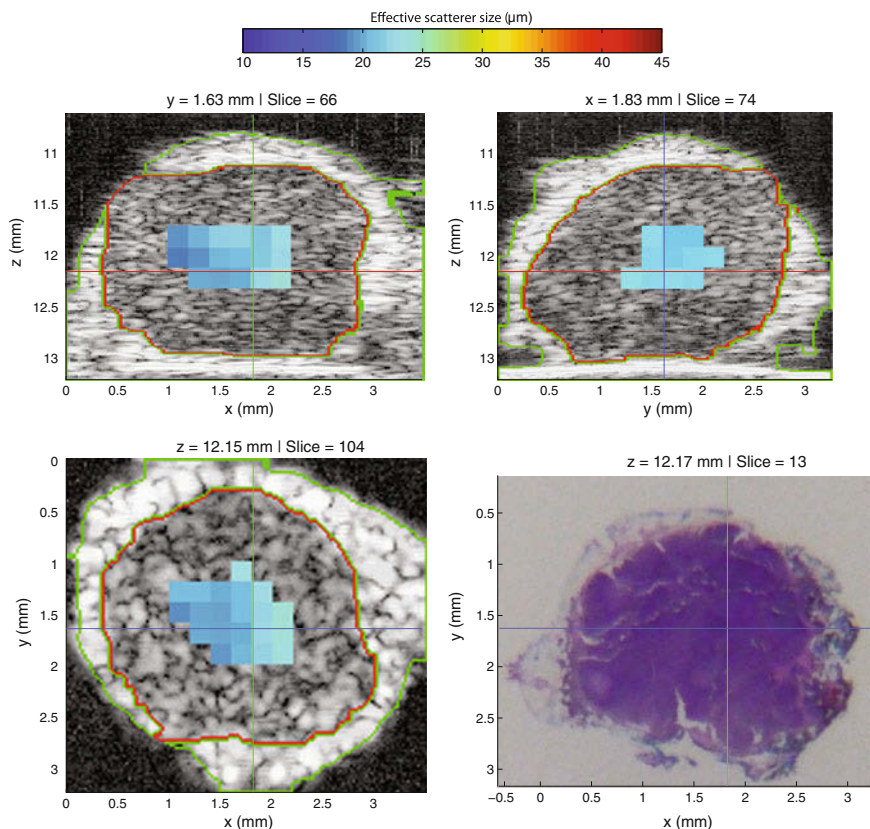 Effective scatterer size (µm)
10 15 20 25 30 35 40 45
y = 1.63 mm | Slice = 66
z (mm)
11
11.5
12
12.5
13
0 0.5 1 1.5 2 2.5 3
x (mm)
x = 1.83 mm | Slice = 74
z (mm)
11
11.5
12
12.5
13
0 0.5 1 1.5 2 2.5 3
y (mm)
z = 12.15 mm | Slice = 104
y (mm)
0
0.5
1
1.5
2
2.5
3
0 0.5 1 1.5 2 2.5 3
x (mm)
z = 12.17 mm | Slice = 13
y (mm)
0.5
1
1.5
2
2.5
3
−0.5 0 0.5 1 1.5 2 2.5 3
x (mm)